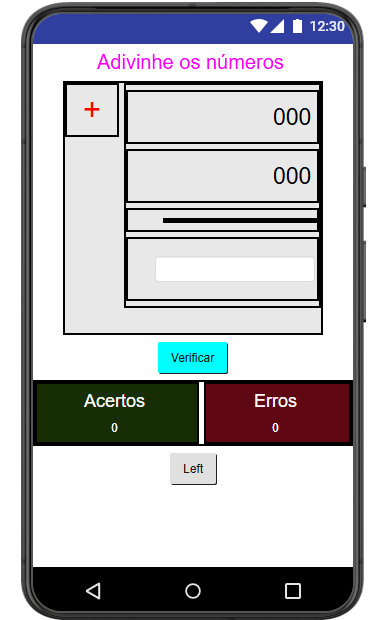 12:30
Adivinhe os números
+
000
000
Verificar
Acertos
0
Erros
0
Left